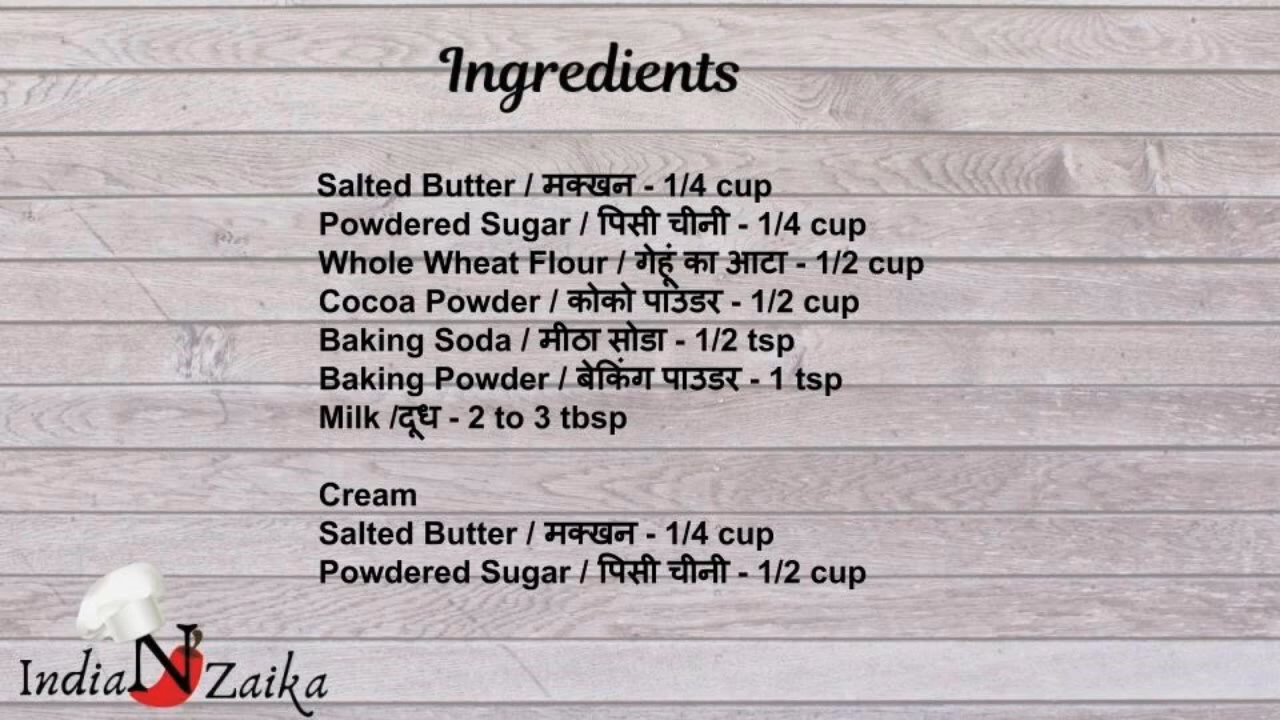 Ingredients
Salted Butter / मक्खन - 1/4 cup
Powdered Sugar / पिसी चीनी - 1/4 cup
Whole Wheat Flour / गेहूं का आटा - 1/2 cup
Cocoa Powder / कोको पाउडर - 1/2 cup
Baking Soda / मीठा सोडा - 1/2 tsp
Baking Powder / बेकिंग पाउडर - 1 tsp
Milk /दूध - 2 to 3 tbsp
Cream
Salted Butter / मक्खन - 1/4 cup
Powdered Sugar / पिसी चीनी - 1/2 cup
IndiaN Zaika